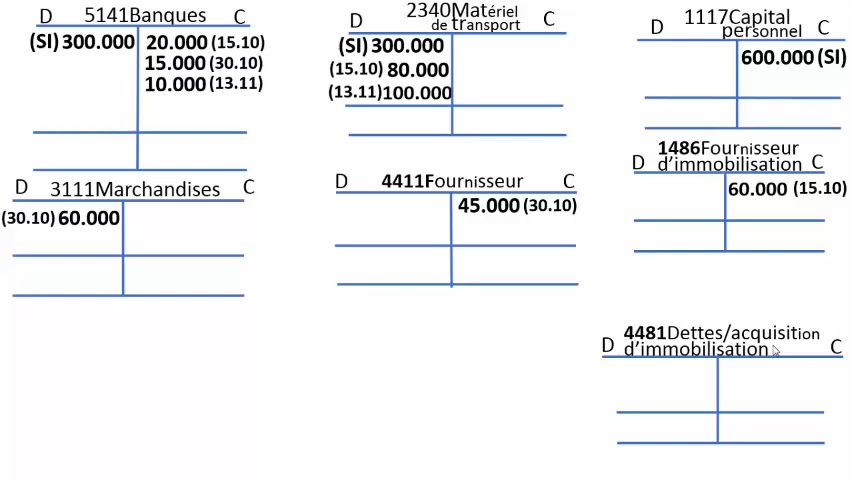 D 5141Banques C
(SI) 300.000 20.000 (15.10)
15.000 (30.10)
10.000 (13.11)
D 2340Matériel de transport C
(SI) 300.000
(15.10) 80.000
(13.11)100.000
D 1117Capital personnel C
600.000 (SI)
D 3111Marchandises C
(30.10) 60.000
D 4411Fournisseur C
45.000 (30.10)
D 1486Fournisseur d'immobilisation C
60.000 (15.10)
D 4481Dettes/acquisition d'immobilisation C